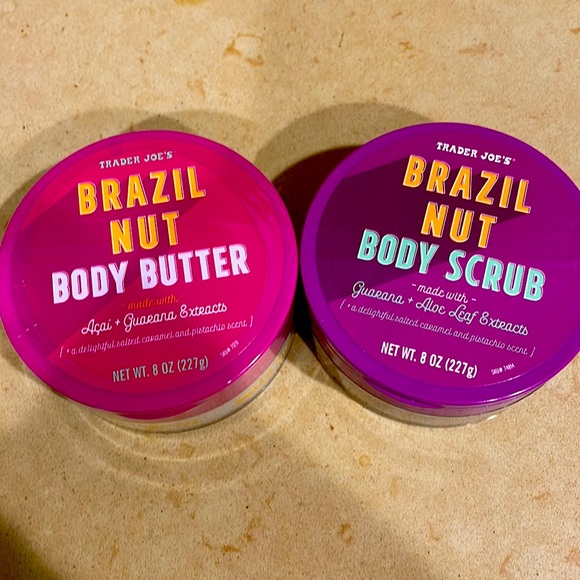 TRADER JOE'S
BRAZIL
NUT
BODY BUTTER
made with
Açaí + Guarana Extracts
[ + a delightful salted caramel and pistachio scent ]
NET WT. 8 OZ (227g)
TRADER JOE'S
BRAZIL
NUT
BODY SCRUB
- made with -
Guarana + Aloe Leaf Extracts
[ + a delightful salted caramel and pistachio scent ]
NET WT. 8 OZ (227g)
SKU#